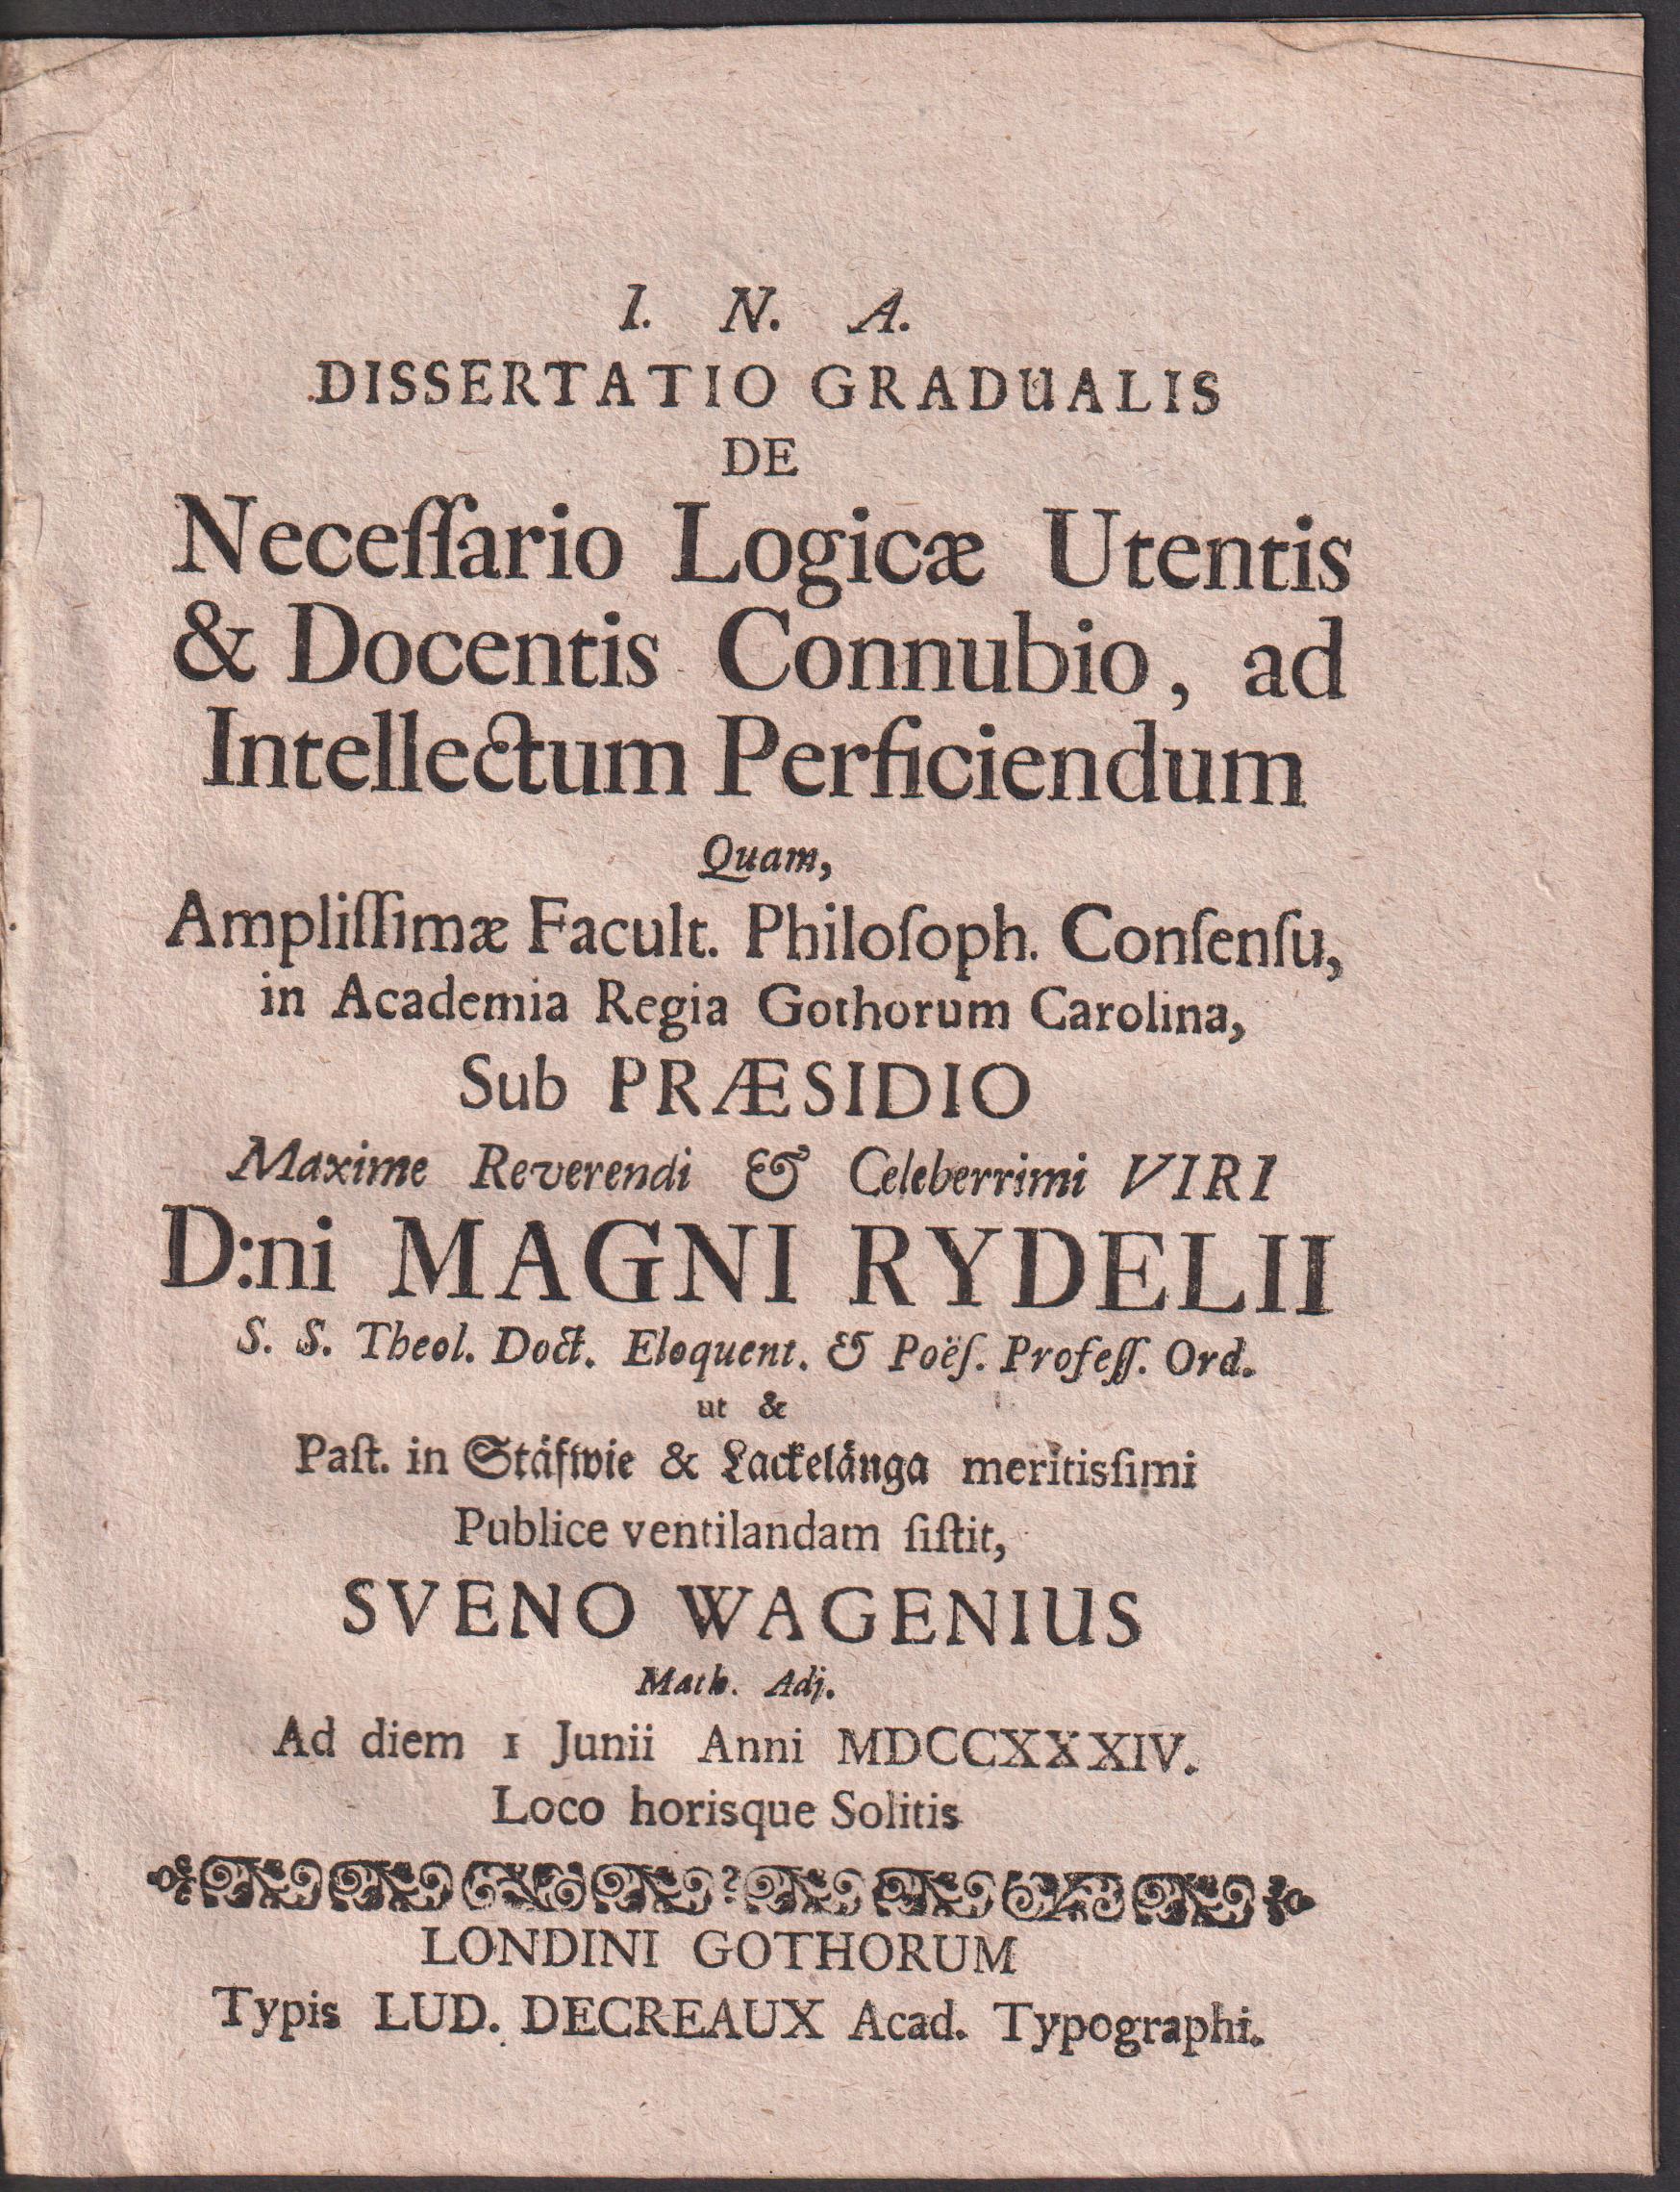 I. N. A.
DISSERTATIO GRADUALIS
DE
Neceſſario Logicæ Utentis
& Docentis Connubio, ad
Intellectum Perficiendum
Quam,
Ampliſſimæ Facult. Philoſoph. Conſenſu,
in Academia Regia Gothorum Carolina,
Sub PRÆSIDIO
Maxime Reverendi & Celeberrimi VIRI
D:ni MAGNI RYDELII
S. S. Theol. Doct. Eloquent. & Poëſ. Profeſſ. Ord.
ut &
Paſt. in Stäfwie & Lackelänga meritisſimi
Publice ventilandam ſiſtit,
SVENO WAGENIUS
Math. Adj.
Ad diem 1 Junii Anni MDCCXXXIV.
Loco horisque Solitis
LONDINI GOTHORUM
Typis LUD. DECREAUX Acad. Typographi.